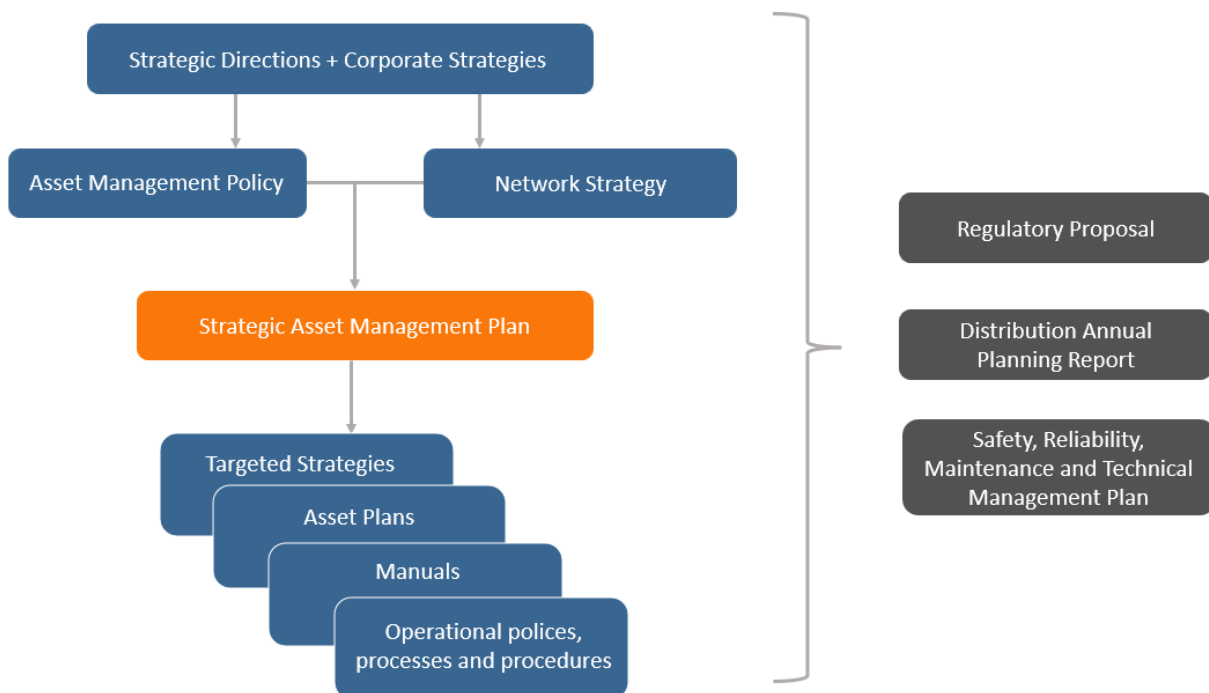 Strategic Directions + Corporate Strategies
Asset Management Policy
Network Strategy
Strategic Asset Management Plan
Targeted Strategies
Asset Plans
Manuals
Operational polices,
processes and procedures
Regulatory Proposal
Distribution Annual
Planning Report
Safety, Reliability,
Maintenance and Technical
Management Plan